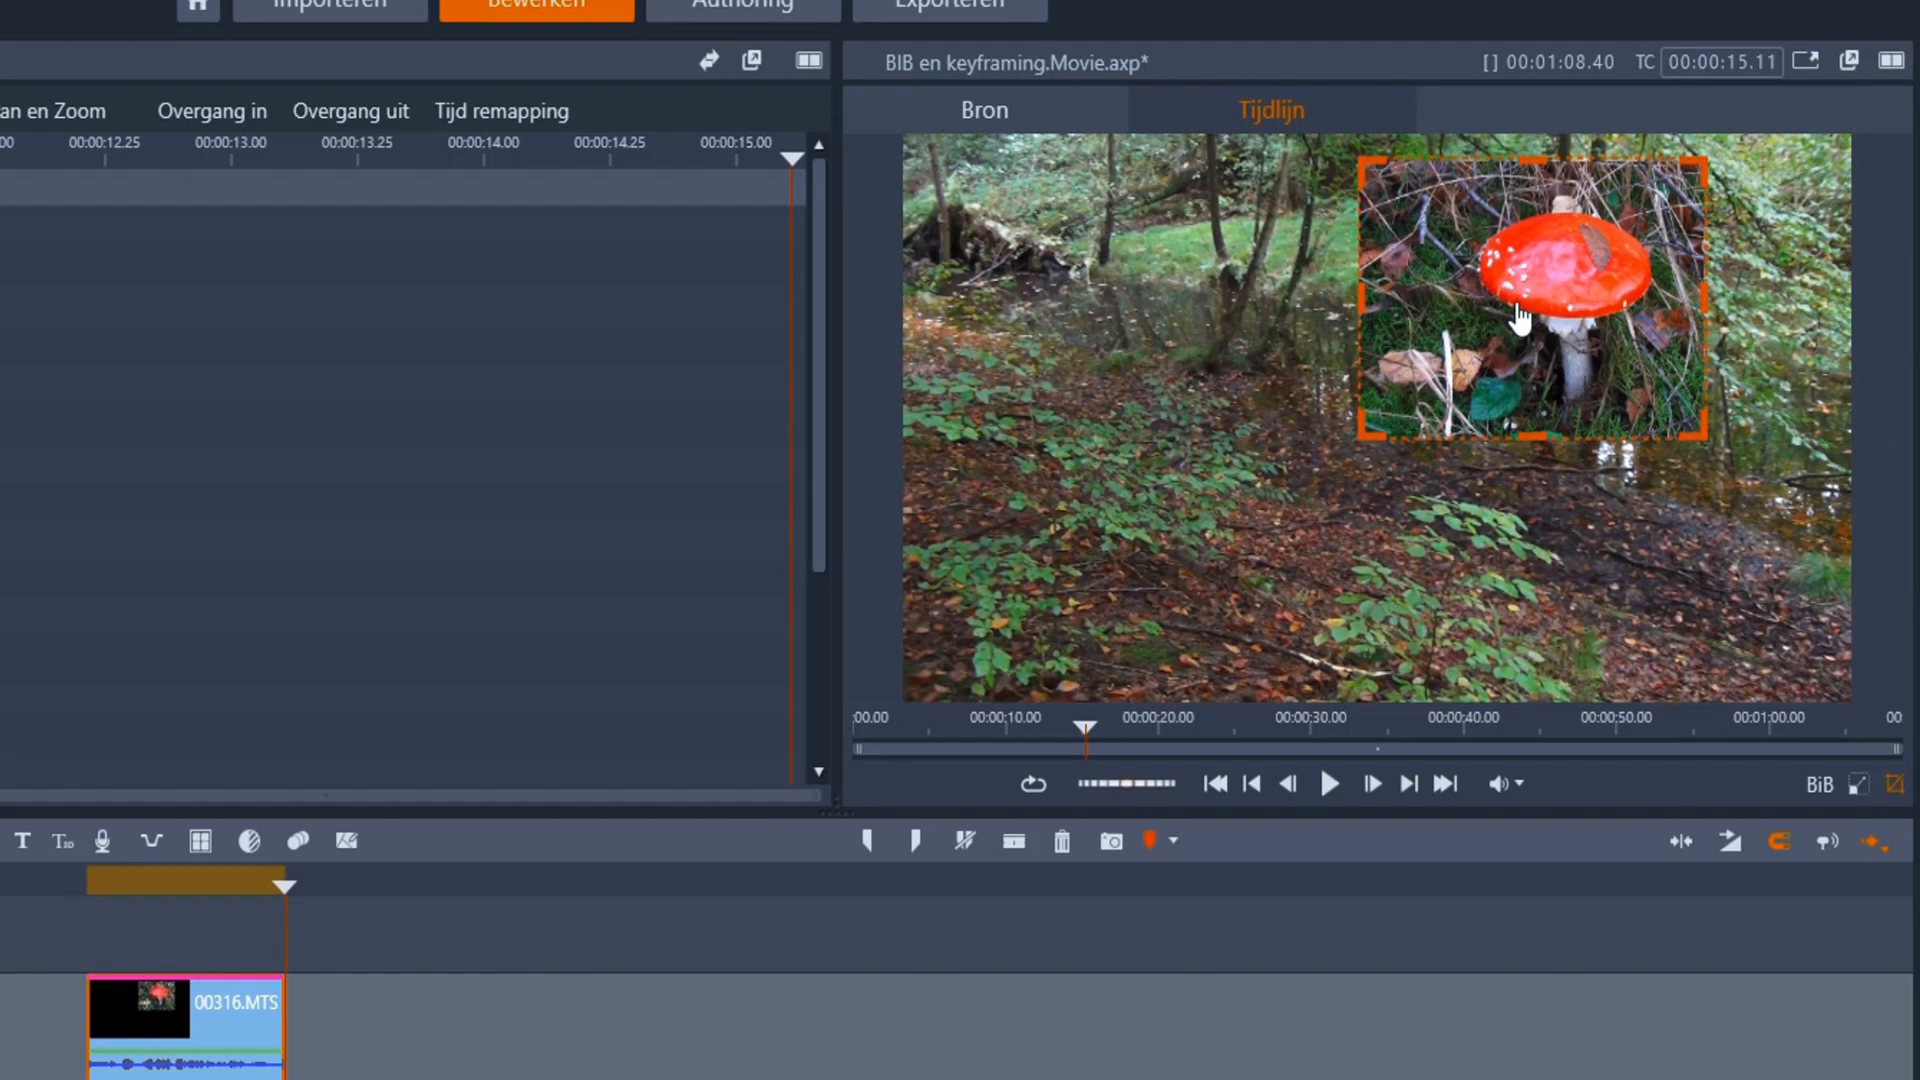 Importeren
Bewerken
Authoring
Exporteren
BIB en keyframing.Movie.axp*
[ ] 00:01:08.40
TC 00:00:15.11
an en Zoom
Overgang in
Overgang uit
Tijd remapping
Bron
Tijdlijn
00
00:00:12.25
00:00:13.00
00:00:13.25
00:00:14.00
00:00:14.25
00:00:15.00
:00.00
00:00:10.00
00:00:20.00
00:00:30.00
00:00:40.00
00:00:50.00
00:01:00.00
00
BiB
T
T3D
00316.MTS